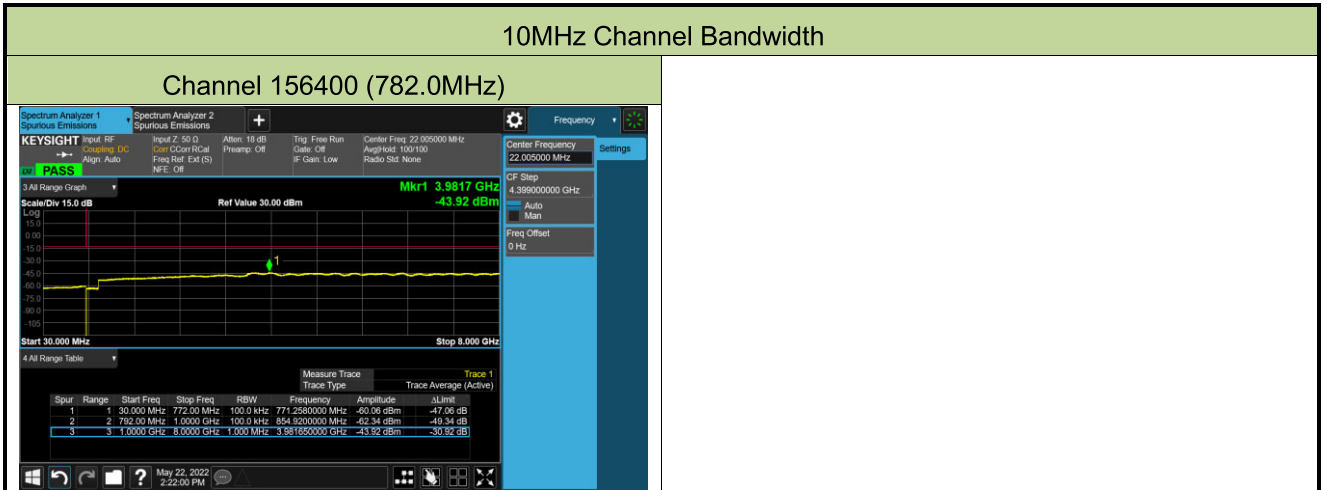 10MHz Channel Bandwidth
Channel 156400 (782.0MHz)
Spectrum Analyzer 1
Spurious Emissions
Spectrum Analyzer 2
Spurious Emissions
+
Frequency
KEYSIGHT
Input: RF
Coupling: DC
Align: Auto
Input Z: 50 Ω
Corr CCorr RCal
Freq Ref: Ext (S)
NFE: Off
Atten: 18 dB
Preamp: Off
Trig: Free Run
Gate: Off
IF Gain: Low
Center Freq: 22.005000 MHz
Avg|Hold: 100/100
Radio Std: None
PASS
Center Frequency
22.005000 MHz
Settings
CF Step
4.399000000 GHz
Auto
Man
Freq Offset
0 Hz
3 All Range Graph
Mkr1 3.9817 GHz
Scale/Div 15.0 dB
Ref Value 30.00 dBm
-43.92 dBm
Log
15.0
0.00
-15.0
-30.0
-45.0
-60.0
-75.0
-90.0
-105
1
Start 30.000 MHz
Stop 8.000 GHz
4 All Range Table
Measure Trace Trace 1
Trace Type Trace Average (Active)
Spur Range Start Freq Stop Freq RBW Frequency Amplitude ΔLimit
1 1 30.000 MHz 772.00 MHz 100.0 kHz 771.2580000 MHz -60.06 dBm -47.06 dB
2 2 792.00 MHz 1.0000 GHz 100.0 kHz 854.9200000 MHz -62.34 dBm -49.34 dB
3 3 1.0000 GHz 8.0000 GHz 1.000 MHz 3.981650000 GHz -43.92 dBm -30.92 dB
?
May 22, 2022
2:22:00 PM